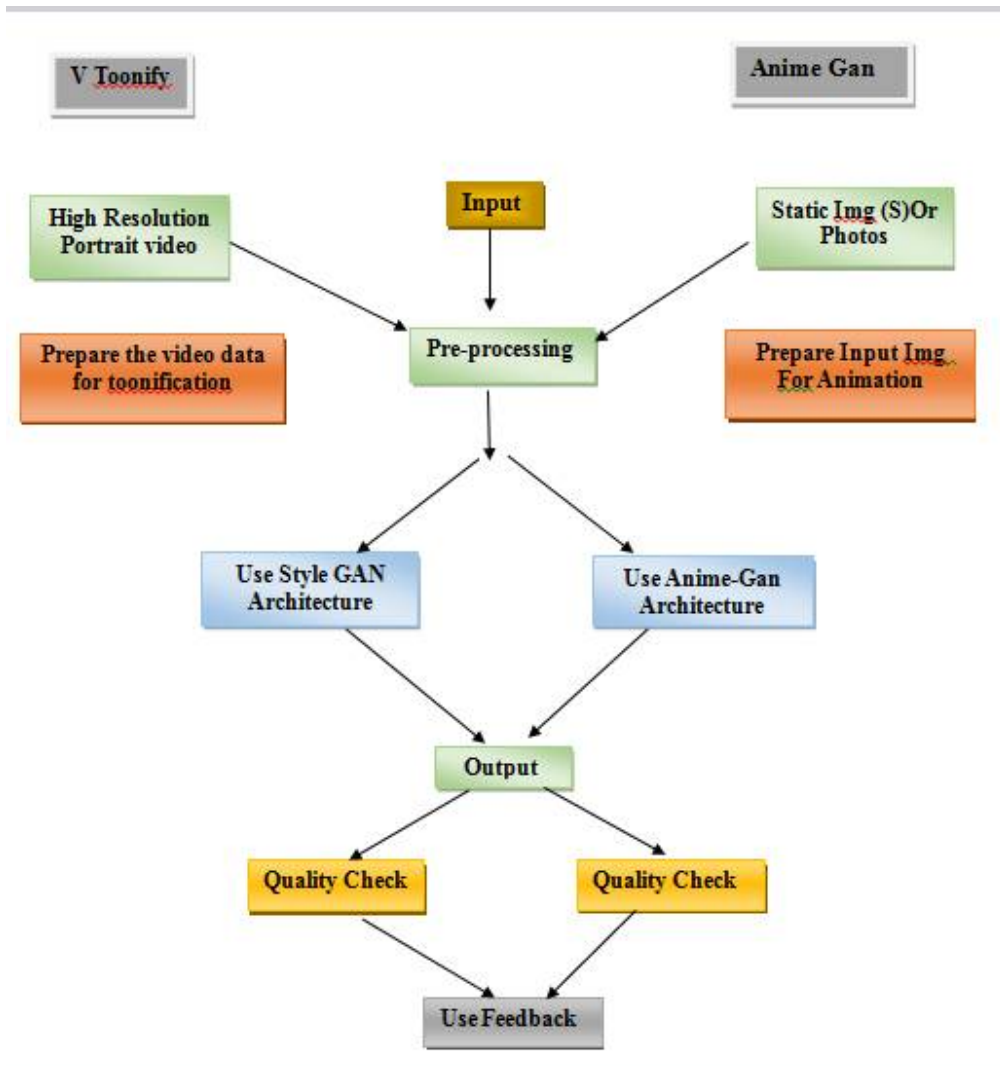 V Toonify
Anime Gan
High Resolution
Portrait video
Input
Static Img (S)Or
Photos
Prepare the video data
for toonification
Pre-processing
Prepare Input Img
For Animation
Use Style GAN
Architecture
Use Anime-Gan
Architecture
Output
Quality Check
Quality Check
Use Feedback